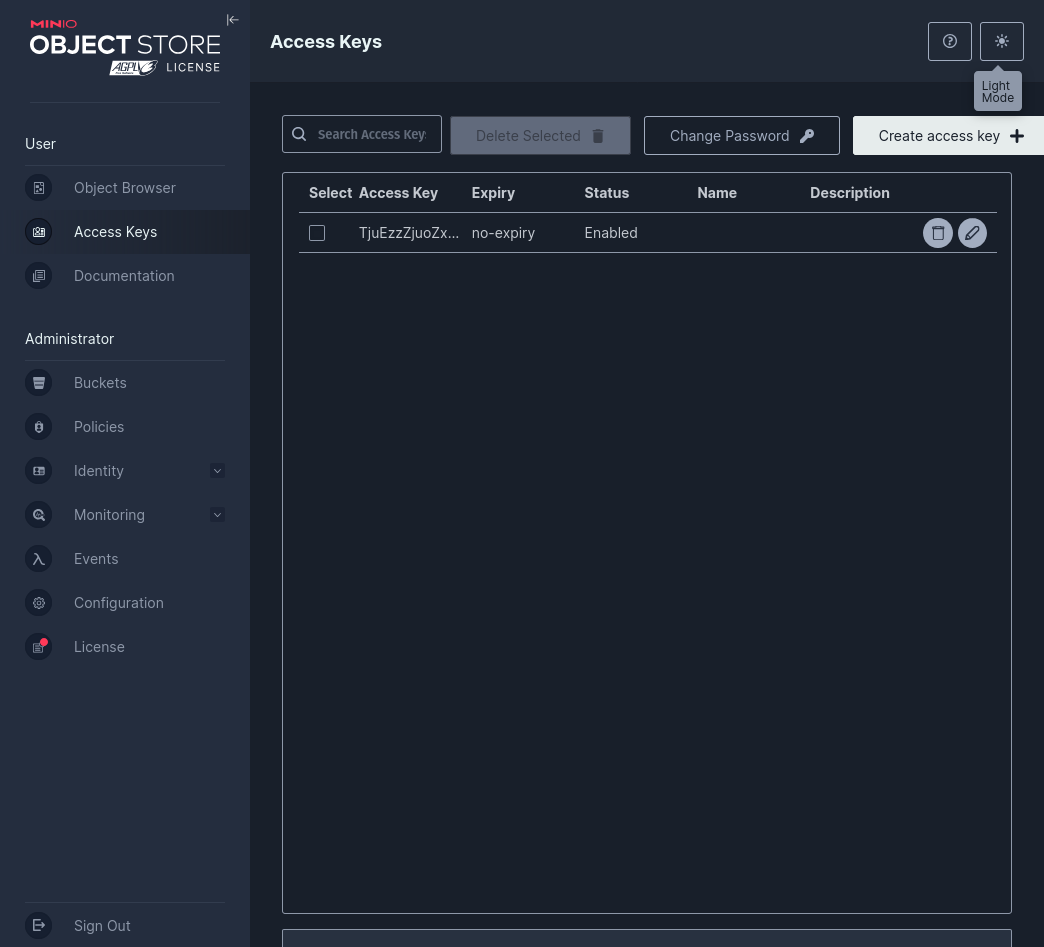 MINIO
OBJECT STORE
AGPLv3 LICENSE
User
Object Browser
Access Keys
Documentation
Administrator
Buckets
Policies
Identity
Monitoring
Events
Configuration
License
Sign Out
Access Keys
Light
Mode
Search Access Key
Delete Selected
Change Password
Create access key
Select Access Key Expiry Status Name Description
TjuEzzZjuoZx... no-expiry Enabled